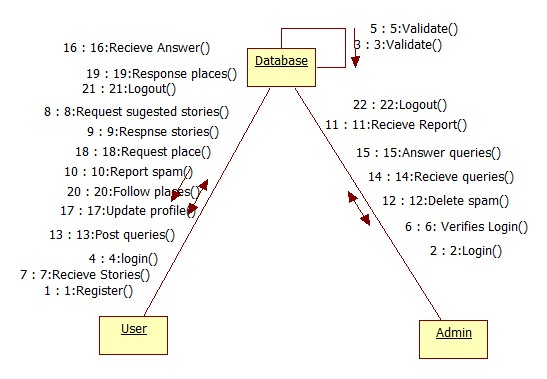 5 : 5:Validate()
3 : 3:Validate()
16 : 16:Recieve Answer()
Database
19 : 19:Response places()
21 : 21:Logout()
22 : 22:Logout()
8 : 8:Request sugested stories()
11 : 11:Recieve Report()
9 : 9:Respnse stories()
18 : 18:Request place()
15 : 15:Answer queries()
10 : 10:Report spam()
14 : 14:Recieve queries()
20 : 20:Follow places()
12 : 12:Delete spam()
17 : 17:Update profile()
6 : 6: Verifies Login()
13 : 13:Post queries()
2 : 2:Login()
4 : 4:login()
7 : 7:Recieve Stories()
1 : 1:Register()
User
Admin